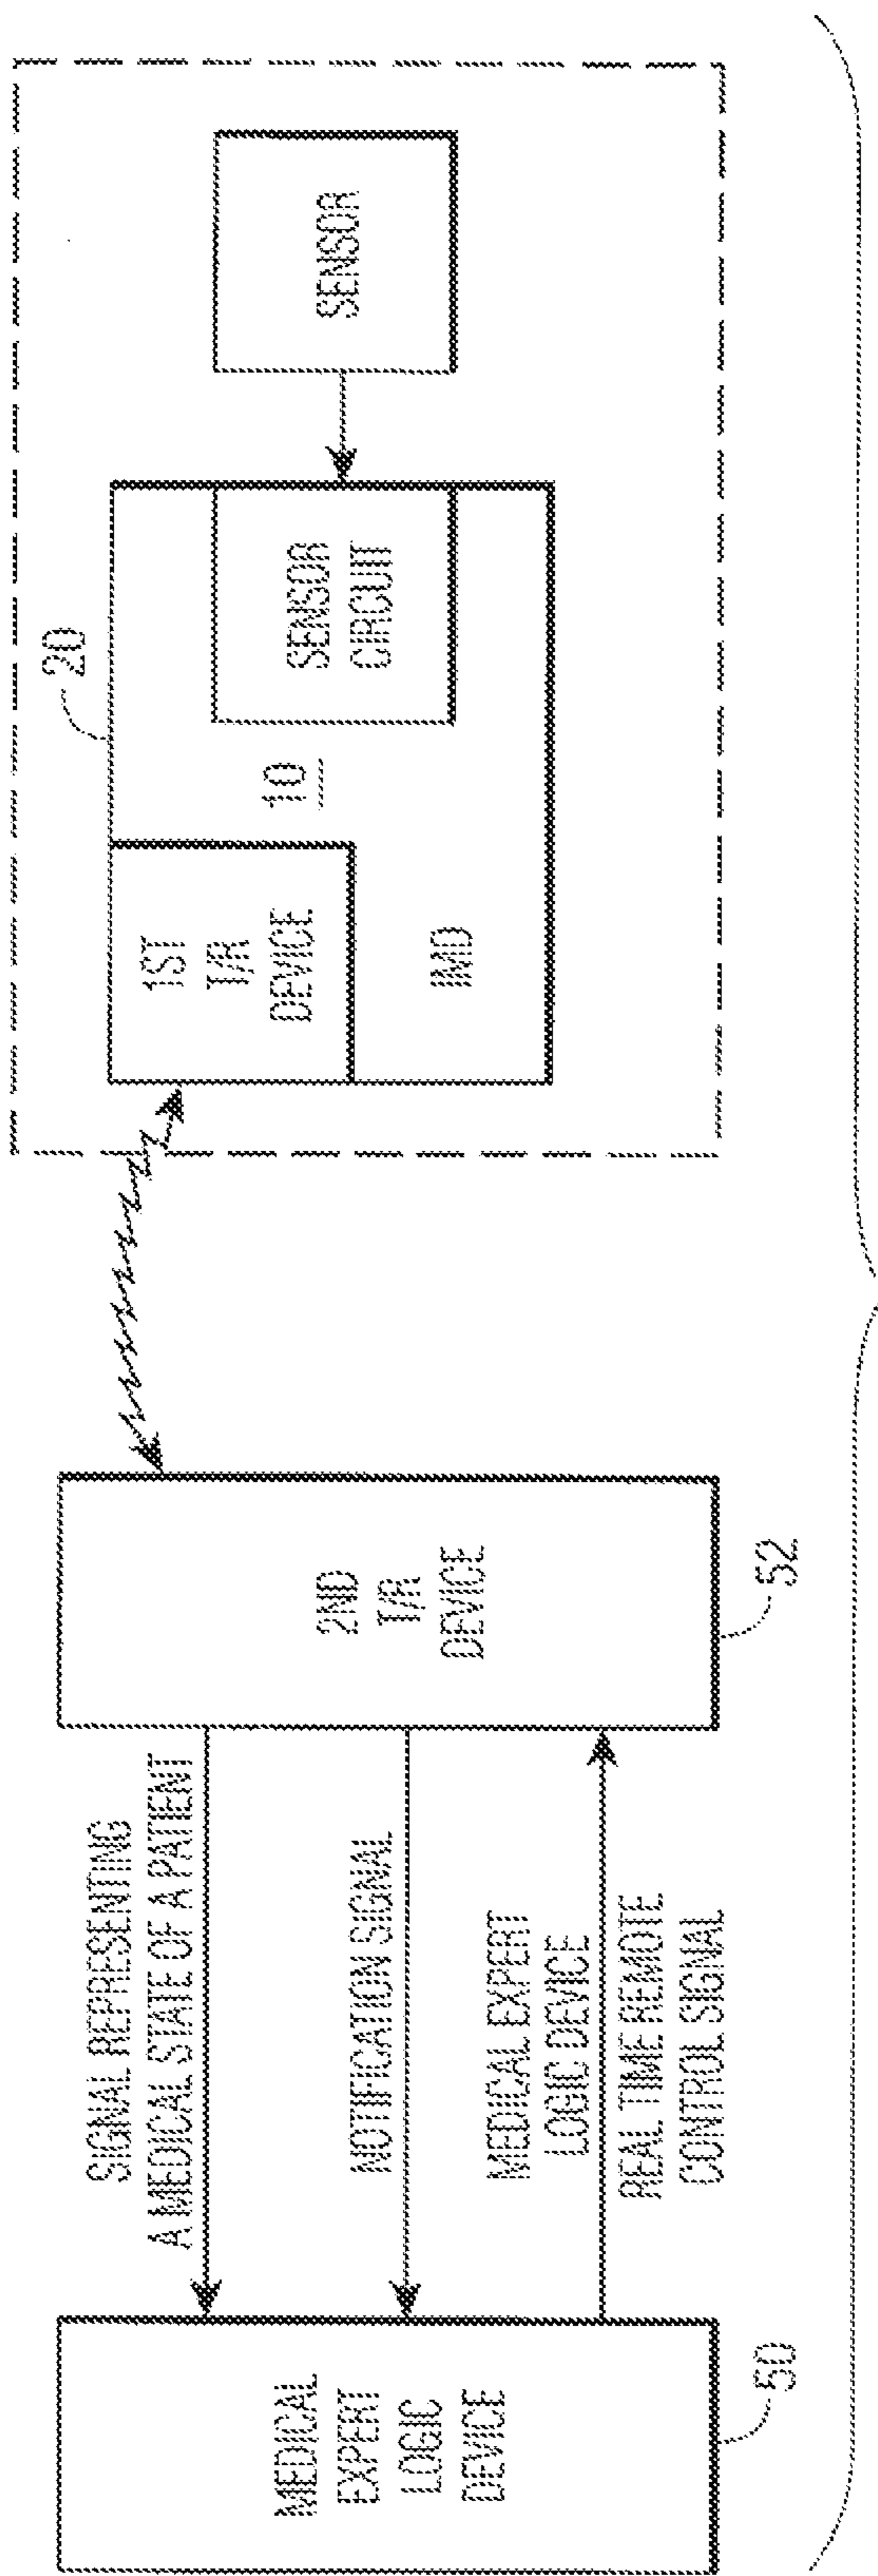 MEDICAL
EXPERT
LOGIC
DEVICE
50
SIGNAL REPRESENTING
A MEDICAL STATE OF A PATIENT
NOTIFICATION SIGNAL
MEDICAL EXPERT
LOGIC DEVICE
REAL TIME REMOTE
CONTROL SIGNAL
2ND
T/R
DEVICE
52
20
1ST
T/R
DEVICE
10
IMD
SENSOR
CIRCUIT
SENSOR